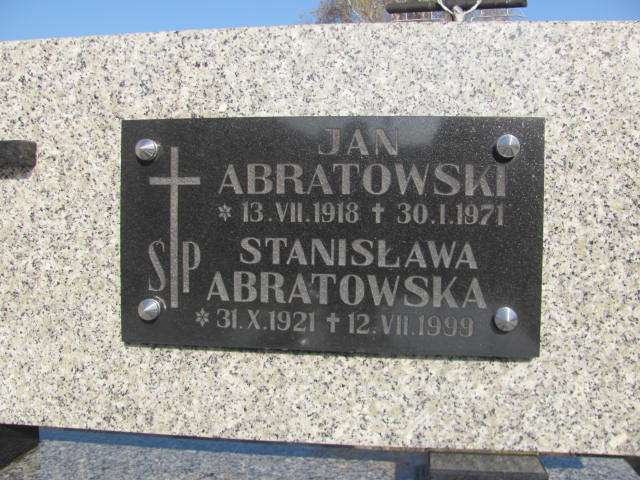 JAN
ABRATOWSKI
✲ 13.VII.1918 ✝ 30.I.1971
STANISŁAWA
ŚP ABRATOWSKA
✲ 31.X.1921 ✝ 12.VII.1999